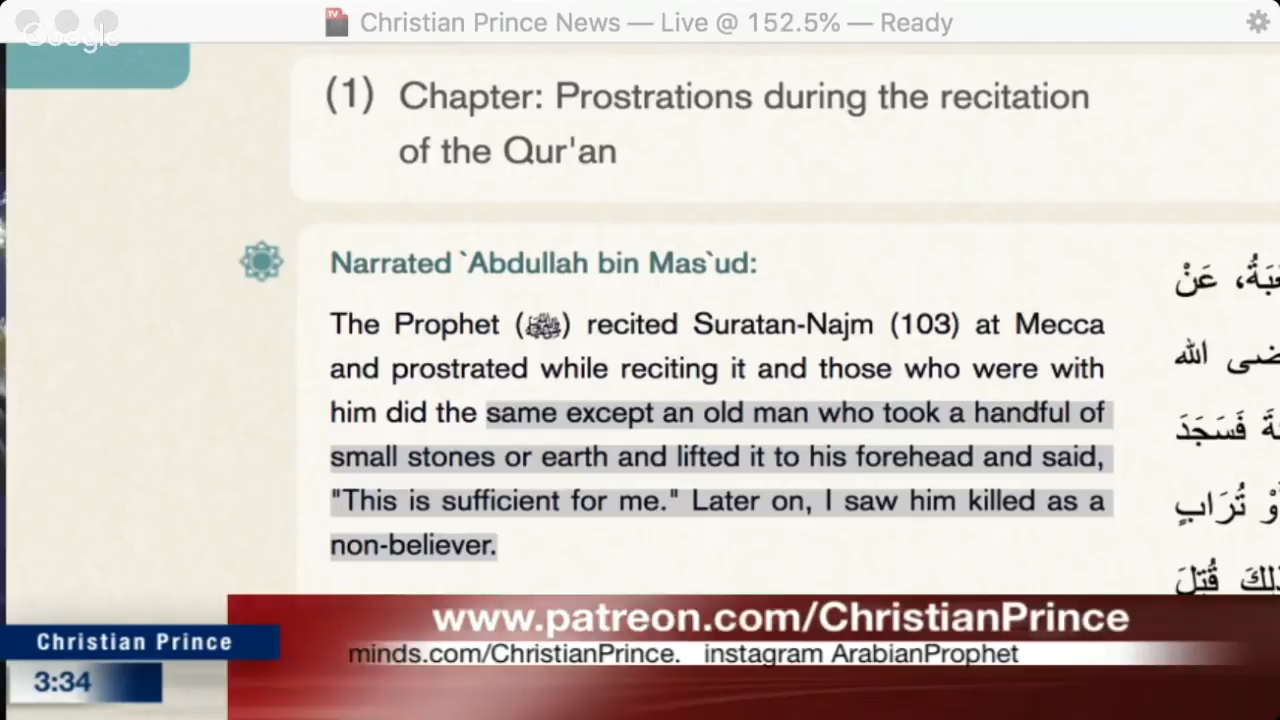 Christian Prince News — Live @ 152.5% — Ready
Google
(1) Chapter: Prostrations during the recitation
of the Qur'an
Narrated `Abdullah bin Mas`ud:
The Prophet (ﷺ) recited Suratan-Najm (103) at Mecca
and prostrated while reciting it and those who were with
him did the same except an old man who took a handful of
small stones or earth and lifted it to his forehead and said,
"This is sufficient for me." Later on, I saw him killed as a
non-believer.
عَنْ
الله
فَسَجَدَ
تُرَابٍ
قُتِلَ
www.patreon.com/ChristianPrince
Christian Prince
minds.com/ChristianPrince. instagram ArabianProphet
3:34